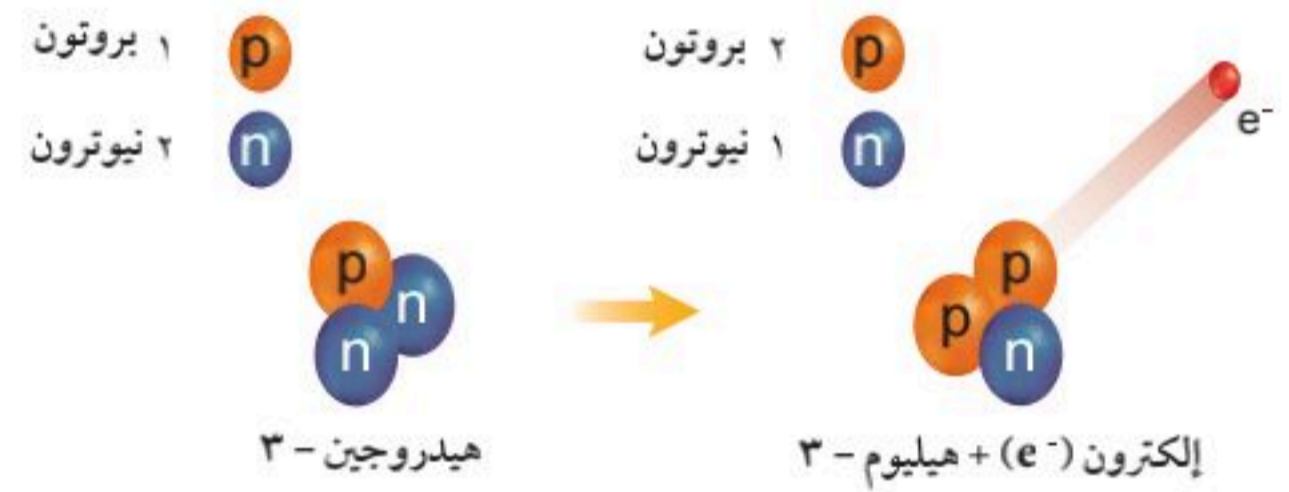 ١ بروتون p
٢ نيوترون n
٢ بروتون p
١ نيوترون n
p
n
n
هيدروجين – ٣
e-
p
p
n
إلكترون (e-) + هيليوم – ٣